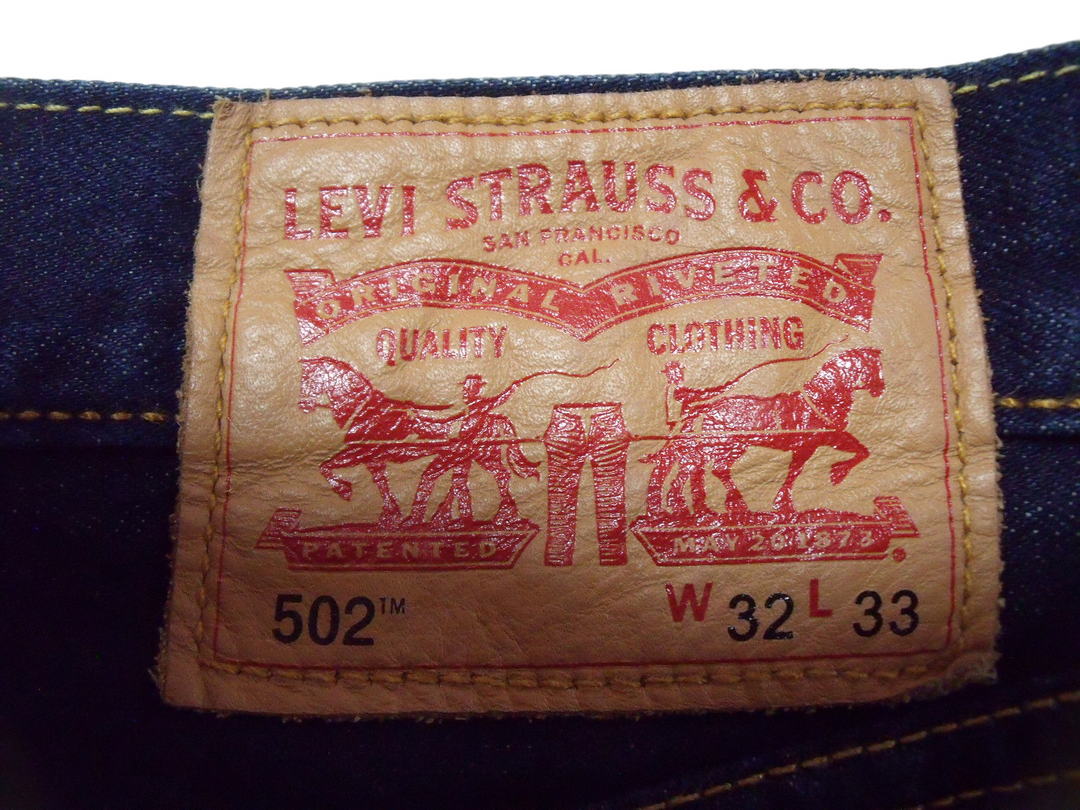 LEVI STRAUSS & CO.
SAN FRANCISCO
CAL.
ORIGINAL RIVETED
QUALITY CLOTHING
PATENTED MAY 20 1873
502™ W 32 L 33